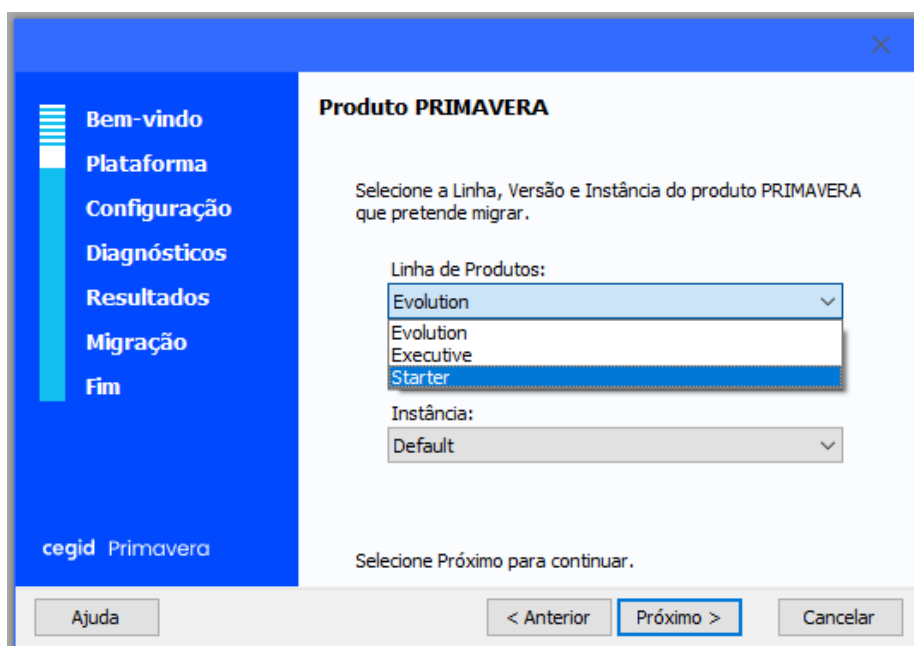 Bem-vindo
Plataforma
Configuração
Diagnósticos
Resultados
Migração
Fim
cegid Primavera
Produto PRIMAVERA
Selecione a Linha, Versão e Instância do produto PRIMAVERA
que pretende migrar.
Linha de Produtos:
Evolution
Evolution
Executive
Starter
Instância:
Default
Selecione Próximo para continuar.
Ajuda
< Anterior
Próximo >
Cancelar